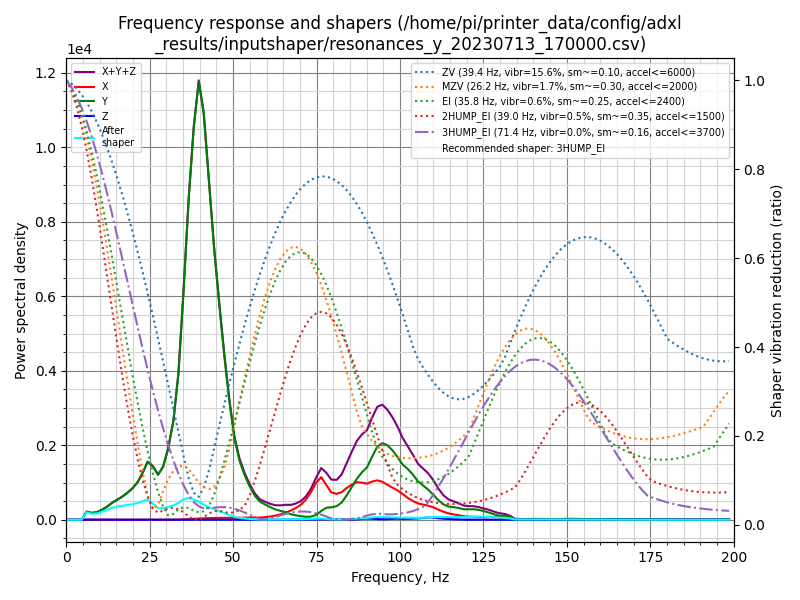 Frequency response and shapers (/home/pi/printer_data/config/adxl
_results/inputshaper/resonances_y_20230713_170000.csv)
1e4
X+Y+Z
X
Y
Z
After
shaper
ZV (39.4 Hz, vibr=15.6%, sm~=0.10, accel<=6000)
MZV (26.2 Hz, vibr=1.7%, sm~=0.30, accel<=2000)
EI (35.8 Hz, vibr=0.6%, sm~=0.25, accel<=2400)
2HUMP_EI (39.0 Hz, vibr=0.5%, sm~=0.35, accel<=1500)
3HUMP_EI (71.4 Hz, vibr=0.0%, sm~=0.16, accel<=3700)
Recommended shaper: 3HUMP_EI
Power spectral density
1.2
1.0
0.8
0.6
0.4
0.2
0.0
Shaper vibration reduction (ratio)
1.0
0.8
0.6
0.4
0.2
0.0
0 25 50 75 100 125 150 175 200
Frequency, Hz